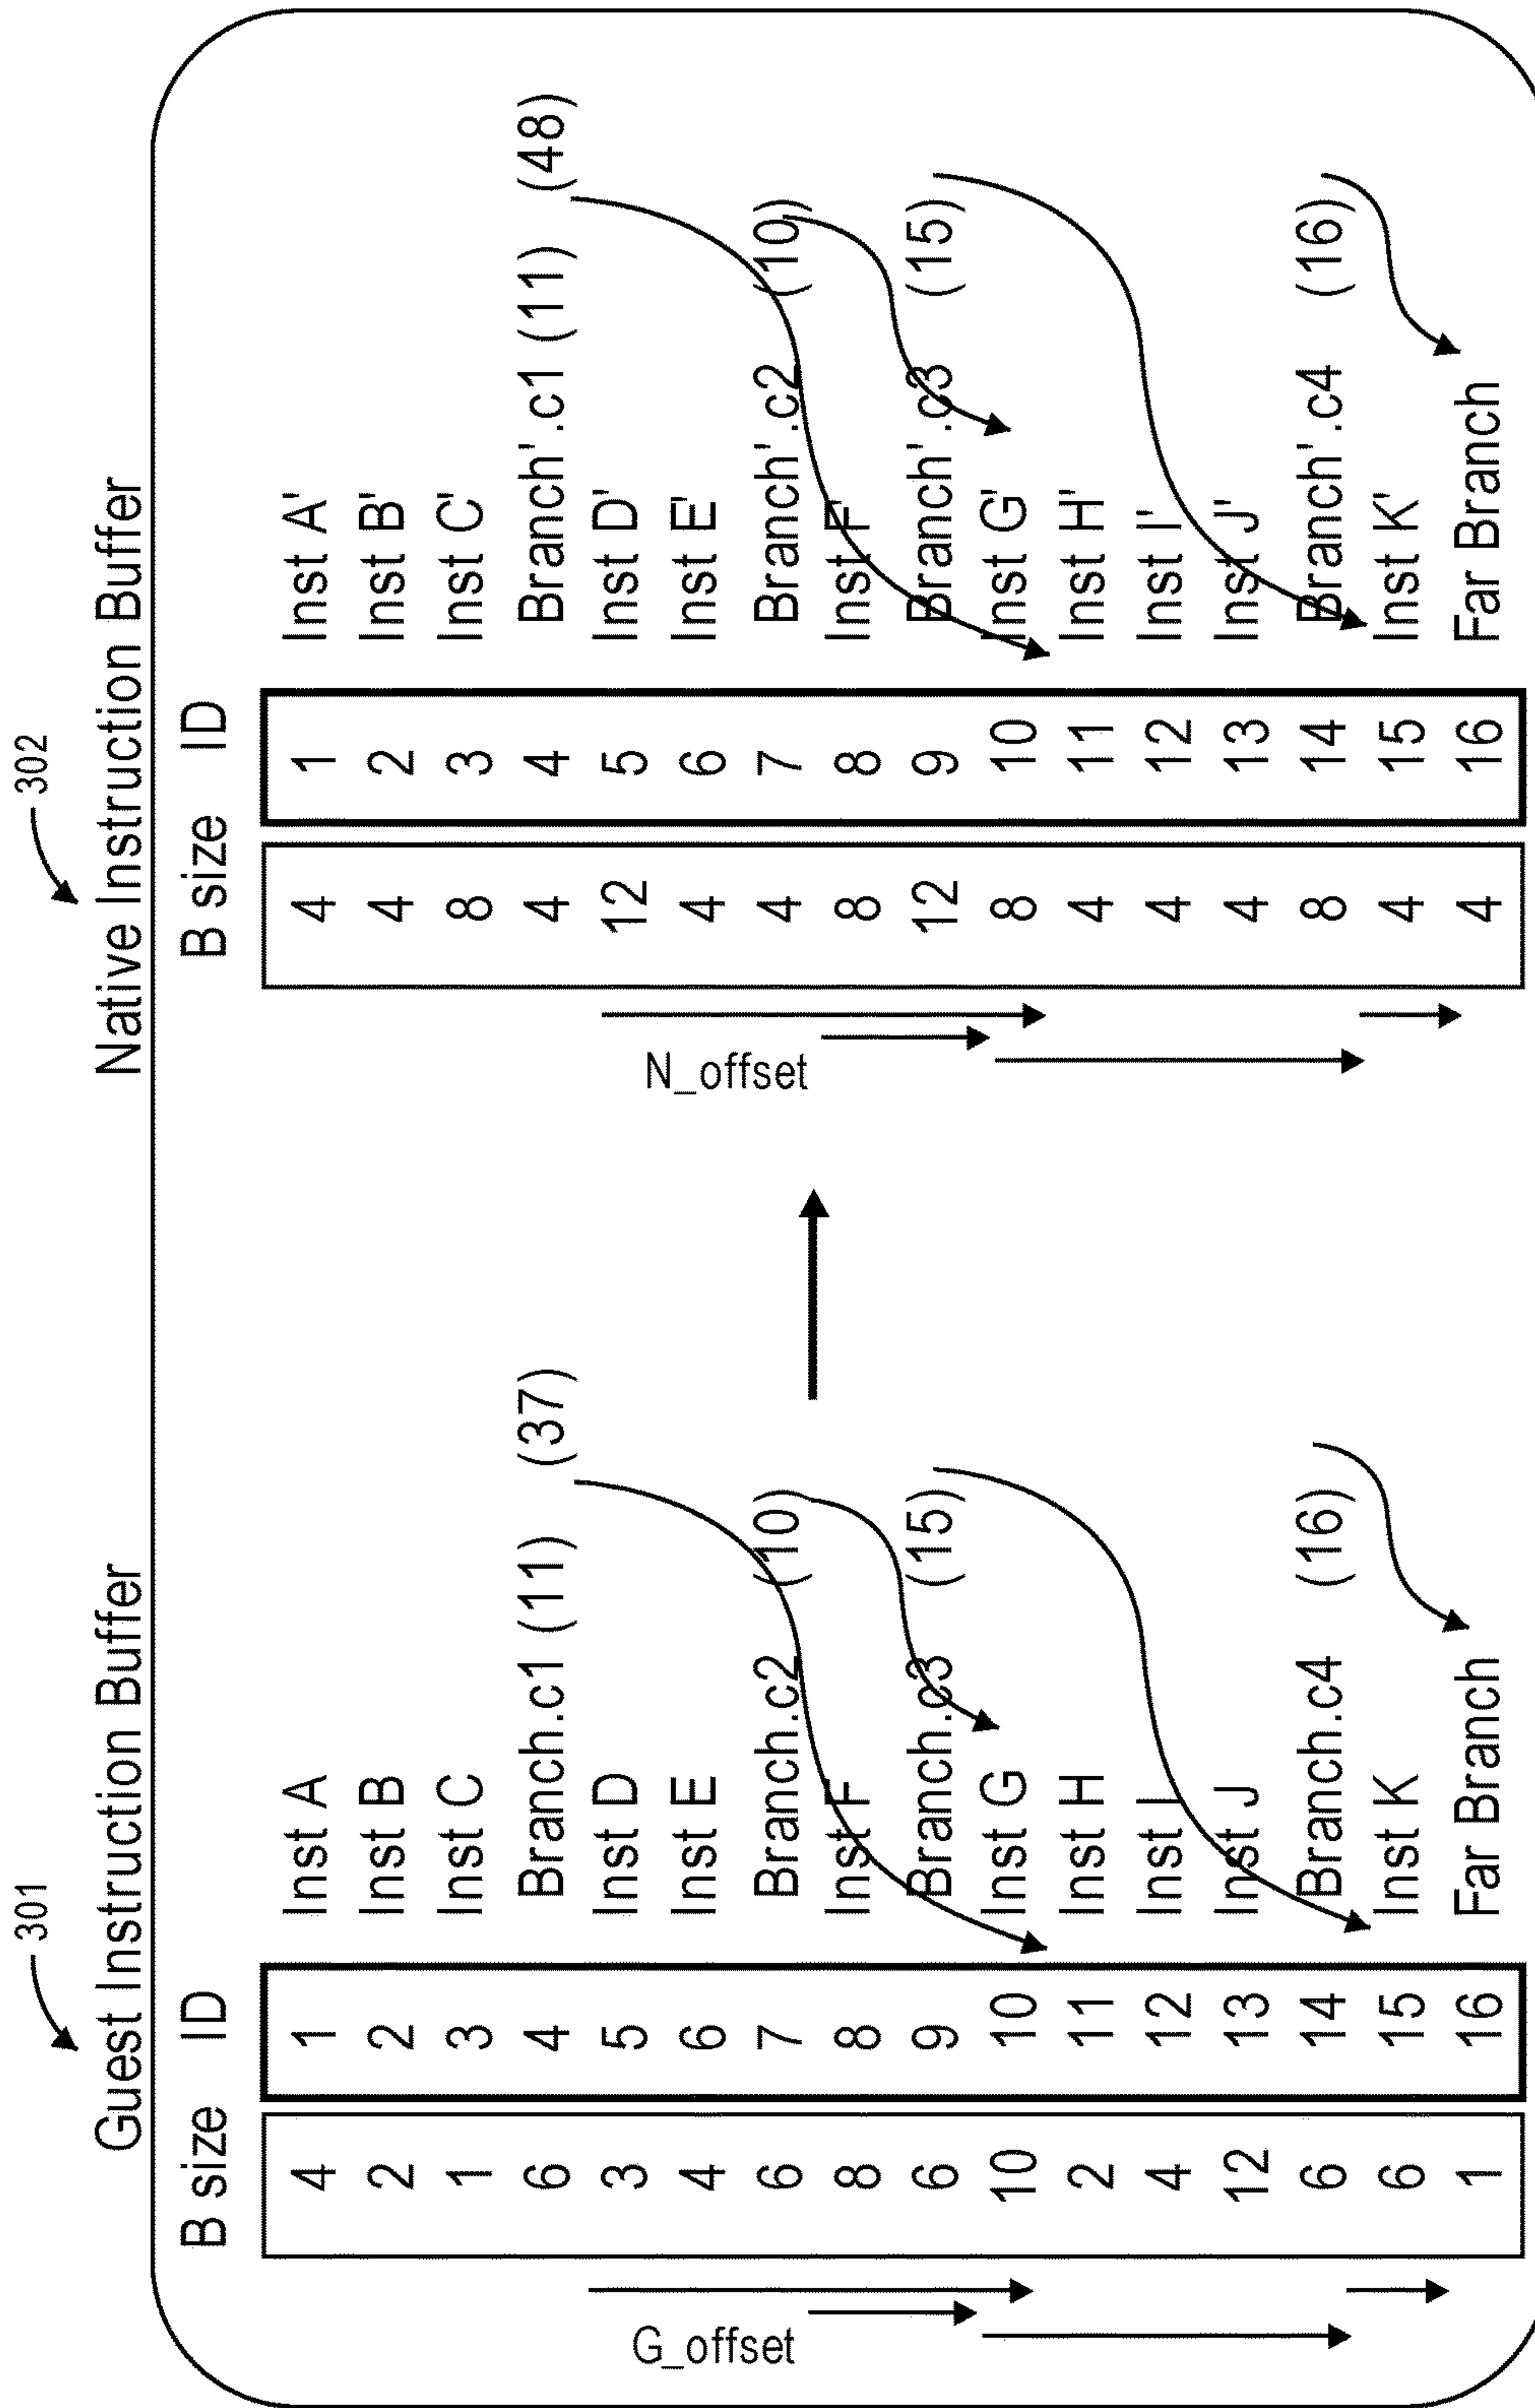 301
Guest Instruction Buffer
B size ID
4 1 Inst A
2 2 Inst B
1 3 Inst C
6 4 Branch.c1 (11) (37)
3 5 Inst D
4 6 Inst E
6 7 Branch.c2 (10)
8 8 Inst F
6 9 Branch.c3 (15)
10 10 Inst G
2 11 Inst H
4 12 Inst I
12 13 Inst J
6 14 Branch.c4 (16)
6 15 Inst K
1 16 Far Branch
G_offset
302
Native Instruction Buffer
B size ID
4 1 Inst A'
4 2 Inst B'
8 3 Inst C'
4 4 Branch'.c1 (11) (48)
12 5 Inst D'
4 6 Inst E'
4 7 Branch'.c2 (10)
8 8 Inst F'
12 9 Branch'.c3 (15)
8 10 Inst G'
4 11 Inst H'
4 12 Inst I'
4 13 Inst J'
8 14 Branch'.c4 (16)
4 15 Inst K'
4 16 Far Branch
N_offset